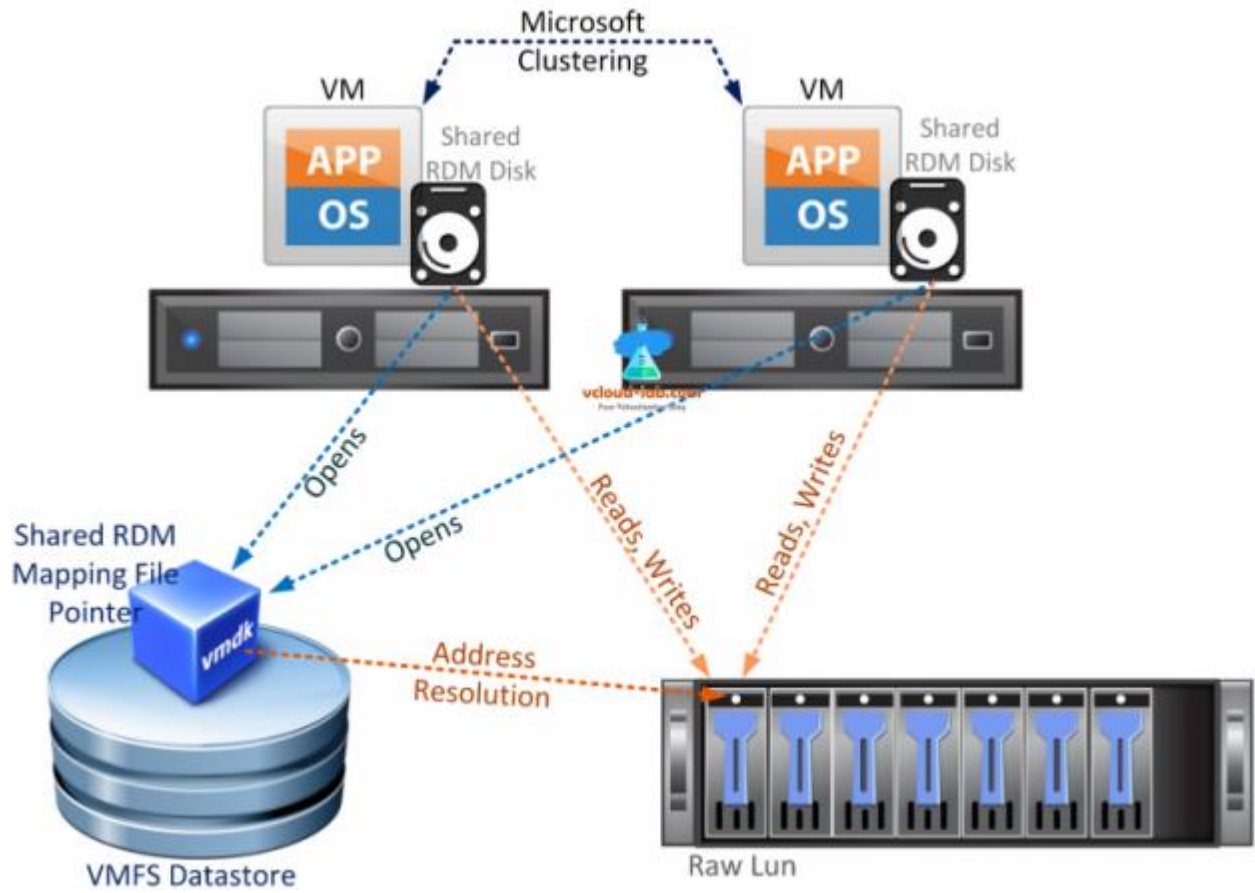 Microsoft
Clustering
VM
VM
Shared
RDM Disk
Shared
RDM Disk
APP
OS
APP
OS
vcloud-lab.com
Opens
Opens
Reads, Writes
Reads, Writes
Shared RDM
Mapping File
Pointer
vmdk
Address
Resolution
Raw Lun
VMFS Datastore